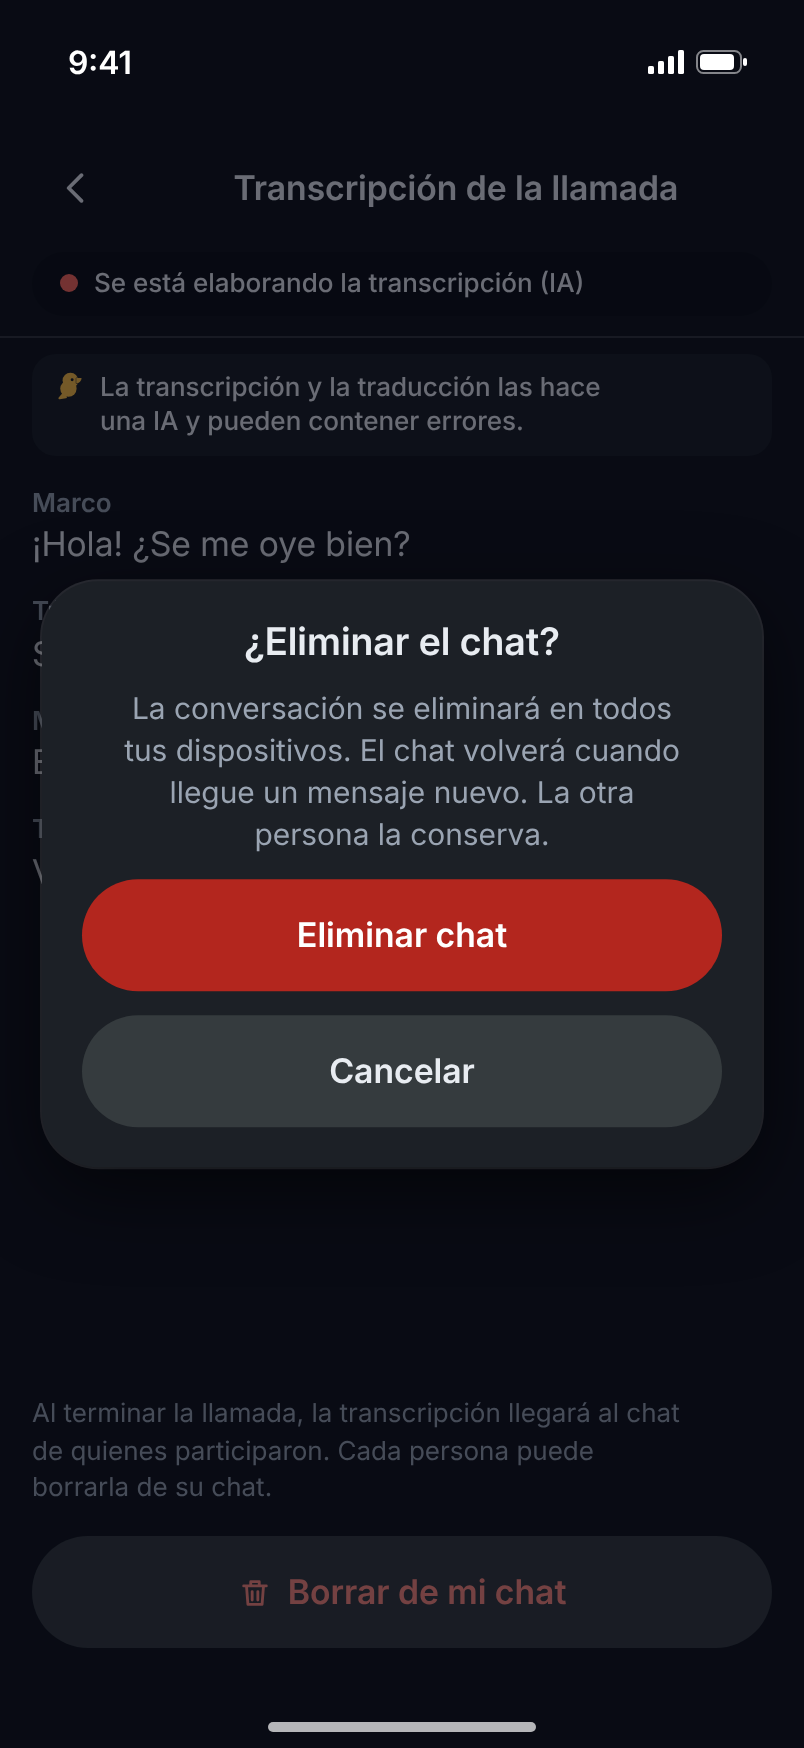 9:41
Transcripción de la llamada
Se está elaborando la transcripción (IA)
La transcripción y la traducción las hace
una IA y pueden contener errores.
Marco
¡Hola! ¿Se me oye bien?
¿Eliminar el chat?
La conversación se eliminará en todos
tus dispositivos. El chat volverá cuando
llegue un mensaje nuevo. La otra
persona la conserva.
Eliminar chat
Cancelar
Al terminar la llamada, la transcripción llegará al chat
de quienes participaron. Cada persona puede
borrarla de su chat.
Borrar de mi chat